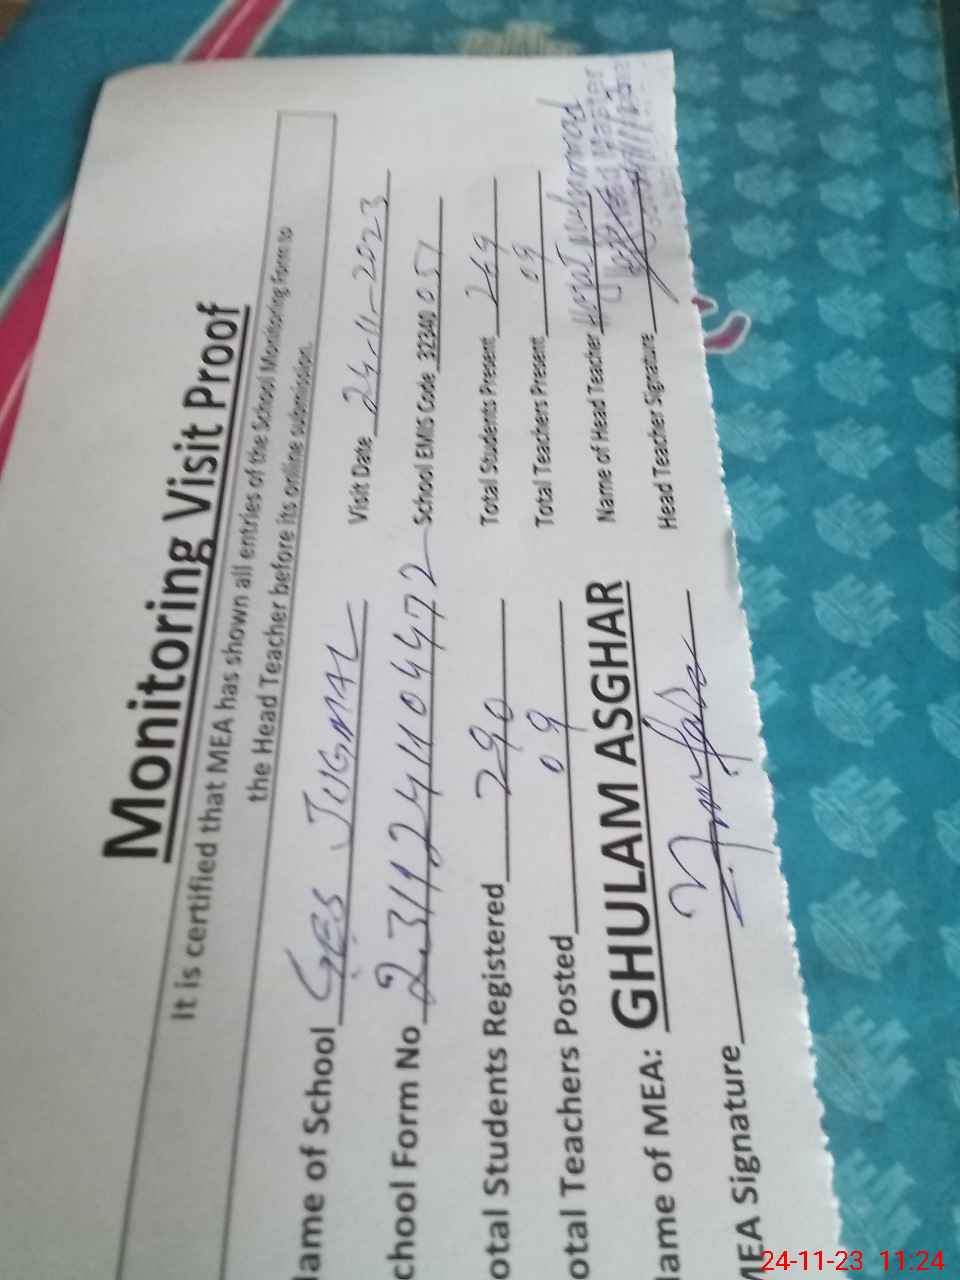 Monitoring Visit Proof
It is certified that MEA has shown all entries of the School Monitoring Form to
the Head Teacher before its online submission.
ame of School GES JUGMAL Visit Date 24-11-2023
chool Form No 2311241104472 School EMIS Code 32340 051
otal Students Registered 290 Total Students Present 269
otal Teachers Posted 09 Total Teachers Present 09
ame of MEA: GHULAM ASGHAR Name of Head Teacher
MEA Signature Head Teacher Signature
24-11-23 11:24